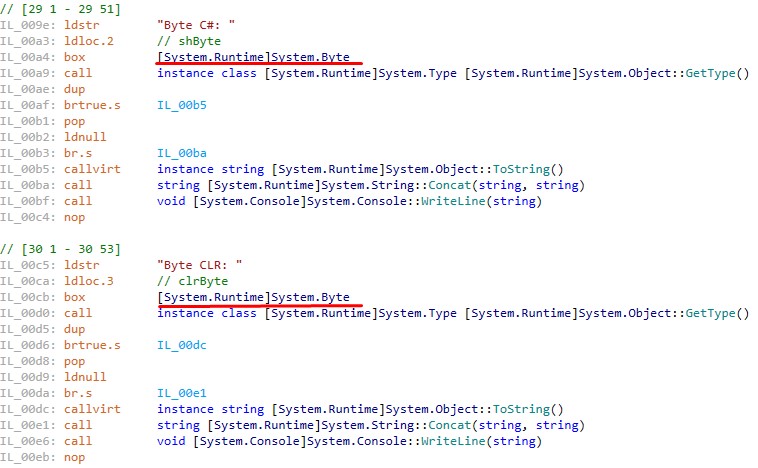 // [29 1 - 29 51]
IL_009e: ldstr "Byte C#: "
IL_00a3: ldloc.2 // shByte
IL_00a4: box [System.Runtime]System.Byte
IL_00a9: call instance class [System.Runtime]System.Type [System.Runtime]System.Object::GetType()
IL_00ae: dup
IL_00af: brtrue.s IL_00b5
IL_00b1: pop
IL_00b2: ldnull
IL_00b3: br.s IL_00ba
IL_00b5: callvirt instance string [System.Runtime]System.Object::ToString()
IL_00ba: call string [System.Runtime]System.String::Concat(string, string)
IL_00bf: call void [System.Console]System.Console::WriteLine(string)
IL_00c4: nop
// [30 1 - 30 53]
IL_00c5: ldstr "Byte CLR: "
IL_00ca: ldloc.3 // clrByte
IL_00cb: box [System.Runtime]System.Byte
IL_00d0: call instance class [System.Runtime]System.Type [System.Runtime]System.Object::GetType()
IL_00d5: dup
IL_00d6: brtrue.s IL_00dc
IL_00d8: pop
IL_00d9: ldnull
IL_00da: br.s IL_00e1
IL_00dc: callvirt instance string [System.Runtime]System.Object::ToString()
IL_00e1: call string [System.Runtime]System.String::Concat(string, string)
IL_00e6: call void [System.Console]System.Console::WriteLine(string)
IL_00eb: nop